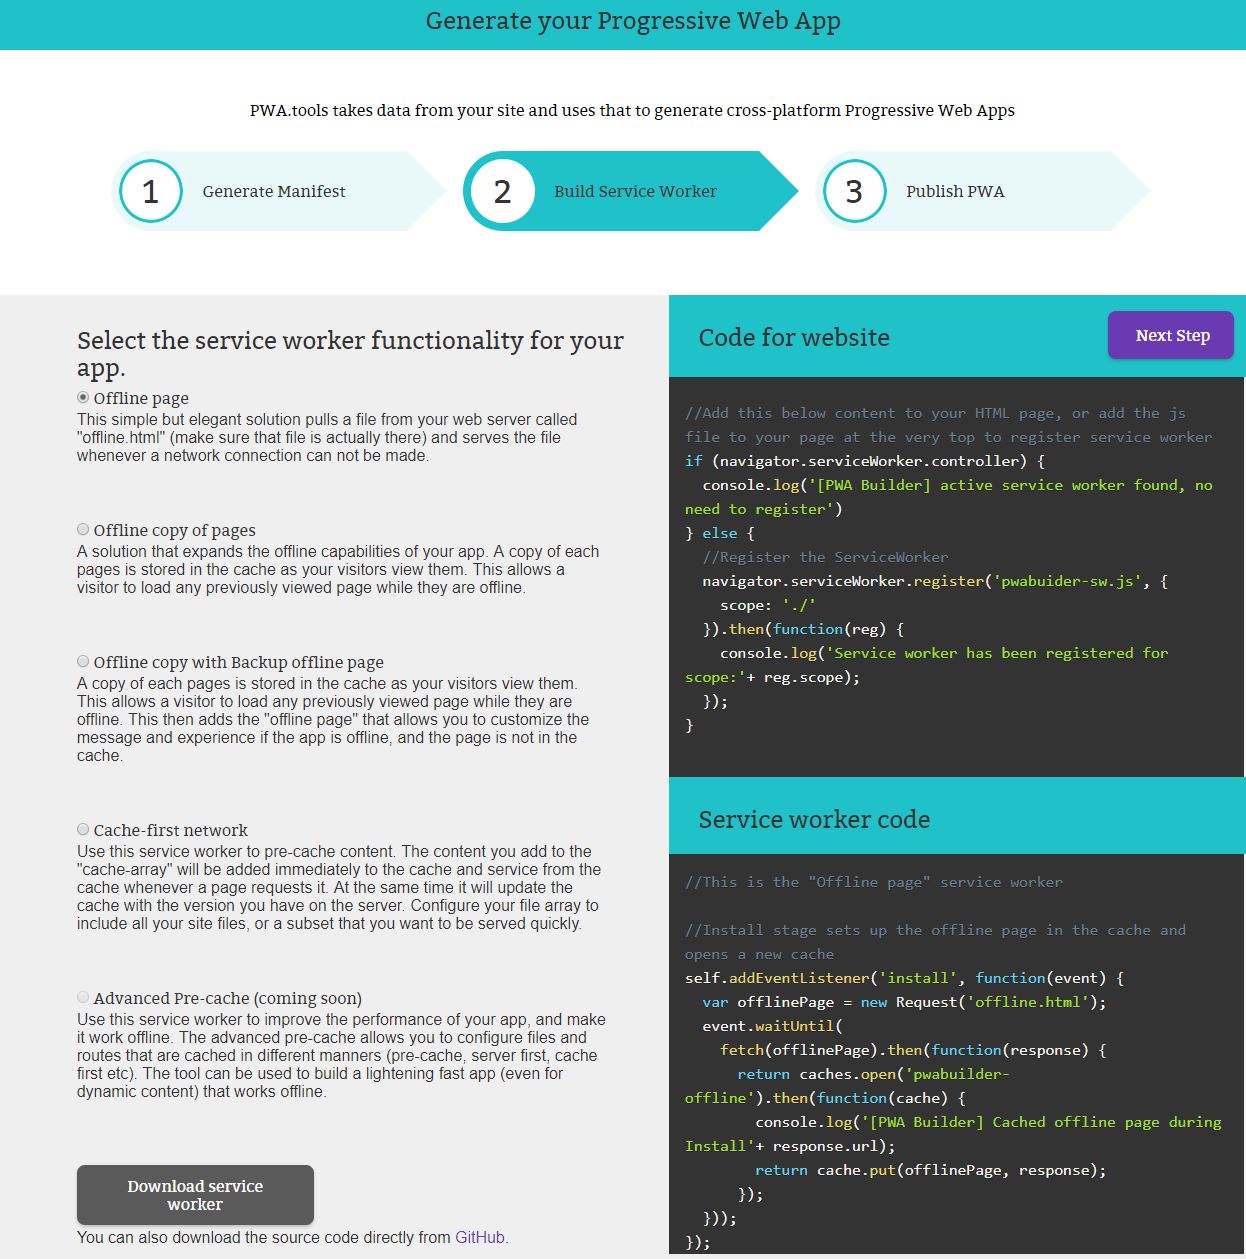 Generate your Progressive Web App
PWA.tools takes data from your site and uses that to generate cross-platform Progressive Web Apps
1 Generate Manifest
2 Build Service Worker
3 Publish PWA
Select the service worker functionality for your
app.
Offline page
This simple but elegant solution pulls a file from your web server called
"offline.html" (make sure that file is actually there) and serves the file
whenever a network connection can not be made.
Offline copy of pages
A solution that expands the offline capabilities of your app. A copy of each
pages is stored in the cache as your visitors view them. This allows a
visitor to load any previously viewed page while they are offline.
Offline copy with Backup offline page
A copy of each pages is stored in the cache as your visitors view them.
This allows a visitor to load any previously viewed page while they are
offline. This then adds the "offline page" that allows you to customize the
message and experience if the app is offline, and the page is not in the
cache.
Cache-first network
Use this service worker to pre-cache content. The content you add to the
"cache-array" will be added immediately to the cache and service from the
cache whenever a page requests it. At the same time it will update the
cache with the version you have on the server. Configure your file array to
include all your site files, or a subset that you want to be served quickly.
Advanced Pre-cache (coming soon)
Use this service worker to improve the performance of your app, and make
it work offline. The advanced pre-cache allows you to configure files and
routes that are cached in different manners (pre-cache, server first, cache
first etc). The tool can be used to build a lightening fast app (even for
dynamic content) that works offline.
Download service
worker
You can also download the source code directly from GitHub.
Code for website
Next Step
//Add this below content to your HTML page, or add the js
file to your page at the very top to register service worker
if (navigator.serviceWorker.controller) {
  console.log('[PWA Builder] active service worker found, no
need to register')
} else {
  //Register the ServiceWorker
  navigator.serviceWorker.register('pwabuider-sw.js', {
    scope: './'
  }).then(function(reg) {
    console.log('Service worker has been registered for
scope:'+ reg.scope);
  });
}
Service worker code
//This is the "Offline page" service worker
//Install stage sets up the offline page in the cache and
opens a new cache
self.addEventListener('install', function(event) {
  var offlinePage = new Request('offline.html');
  event.waitUntil(
    fetch(offlinePage).then(function(response) {
      return caches.open('pwabuilder-
offline').then(function(cache) {
        console.log('[PWA Builder] Cached offline page during
Install'+ response.url);
        return cache.put(offlinePage, response);
      });
  }));
});